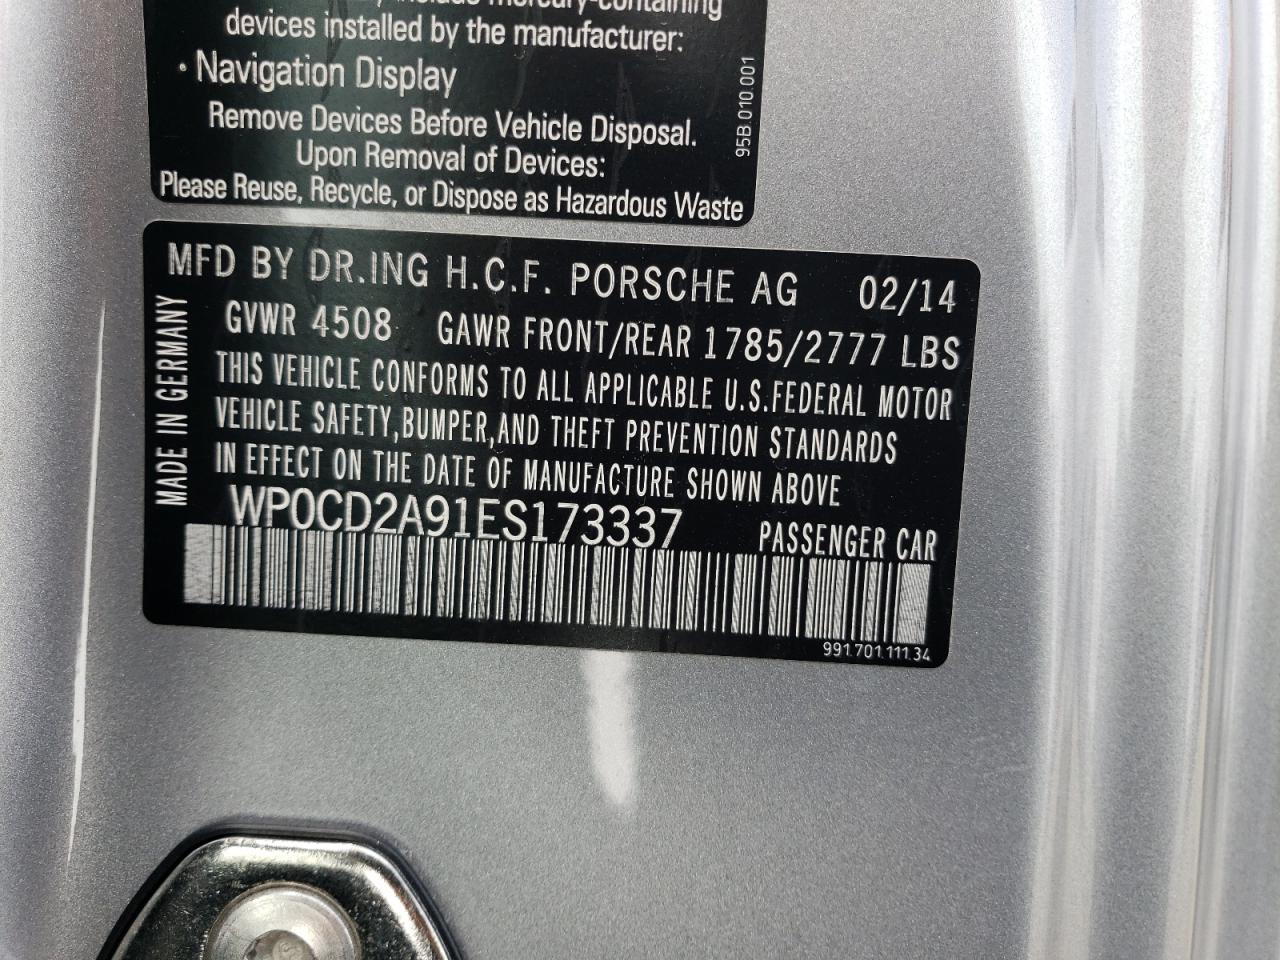 include mercury-containing
devices installed by the manufacturer:
• Navigation Display
Remove Devices Before Vehicle Disposal.
Upon Removal of Devices:
Please Reuse, Recycle, or Dispose as Hazardous Waste
95B.010.001
MFD BY DR.ING H.C.F. PORSCHE AG 02/14
GVWR 4508 GAWR FRONT/REAR 1785/2777 LBS
THIS VEHICLE CONFORMS TO ALL APPLICABLE U.S.FEDERAL MOTOR
VEHICLE SAFETY,BUMPER,AND THEFT PREVENTION STANDARDS
IN EFFECT ON THE DATE OF MANUFACTURE SHOWN ABOVE
MADE IN GERMANY
WP0CD2A91ES173337 PASSENGER CAR
991.701.111.34